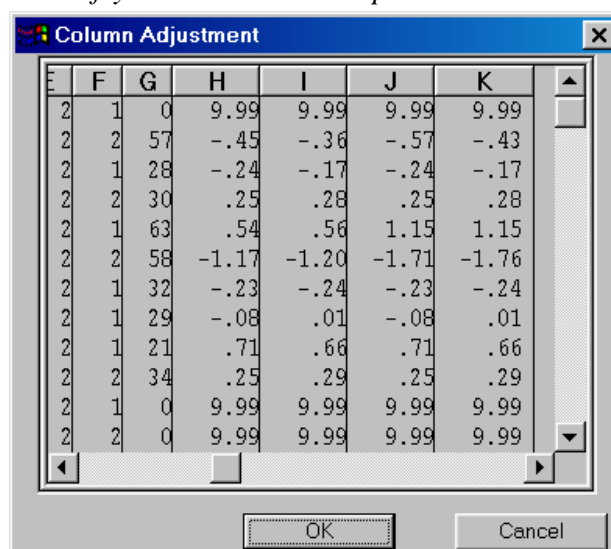 Column Adjustment
E F G H I J K
2 1 0 9.99 9.99 9.99 9.99
2 2 57 -.45 -.36 -.57 -.43
2 1 28 -.24 -.17 -.24 -.17
2 2 30 .25 .28 .25 .28
2 1 63 .54 .56 1.15 1.15
2 2 58 -1.17 -1.20 -1.71 -1.76
2 1 32 -.23 -.24 -.23 -.24
2 1 29 -.08 .01 -.08 .01
2 1 21 .71 .66 .71 .66
2 2 34 .25 .29 .25 .29
2 1 0 9.99 9.99 9.99 9.99
2 2 0 9.99 9.99 9.99 9.99
OK Cancel